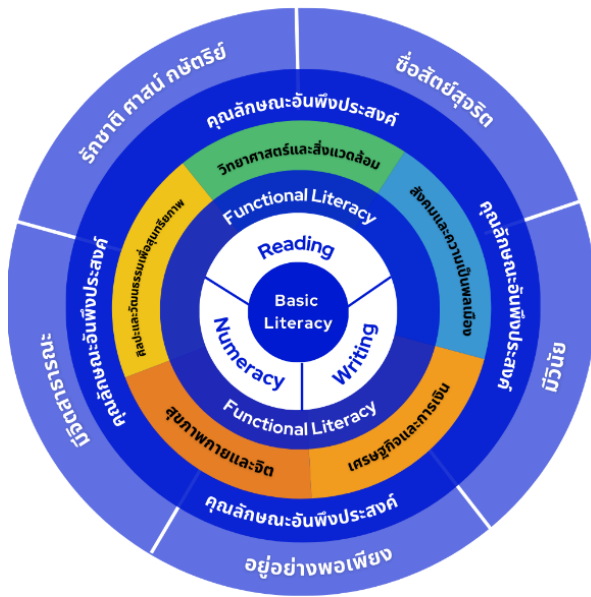 รักชาติ ศาสน์ กษัตริย์
ซื่อสัตย์สุจริต
มีวินัย
อยู่อย่างพอเพียง
มีจิตสาธารณะ
คุณลักษณะอันพึงประสงค์
คุณลักษณะอันพึงประสงค์
คุณลักษณะอันพึงประสงค์
คุณลักษณะอันพึงประสงค์
วิทยาศาสตร์และสิ่งแวดล้อม
สังคมและความเป็นพลเมือง
เศรษฐกิจและการเงิน
สุขภาพกายและจิต
ศิลปะและวัฒนธรรมเพื่อสุนทรียภาพ
Functional Literacy
Functional Literacy
Reading
Writing
Numeracy
Basic
Literacy